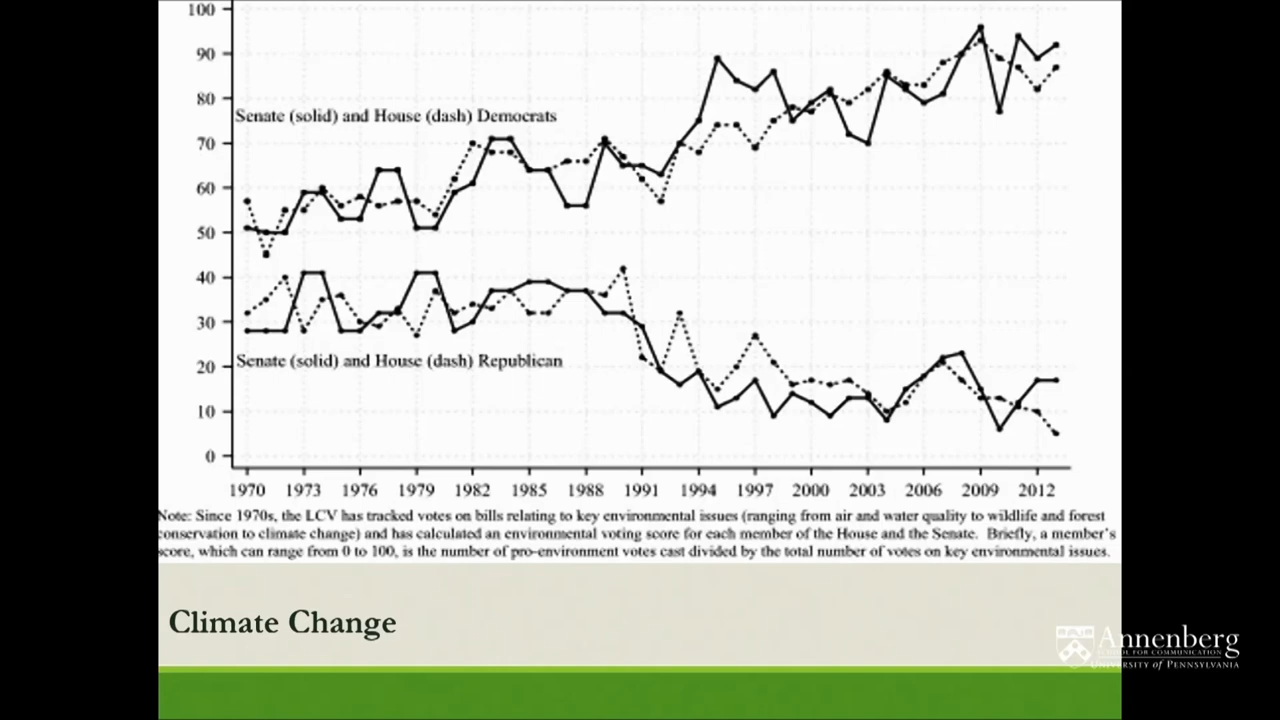 100
90
80
70
60
50
40
30
20
10
0
Senate (solid) and House (dash) Democrats
Senate (solid) and House (dash) Republican
1970 1973 1976 1979 1982 1985 1988 1991 1994 1997 2000 2003 2006 2009 2012
Note: Since 1970s, the LCV has tracked votes on bills relating to key environmental issues (ranging from air and water quality to wildlife and forest
conservation to climate change) and has calculated an environmental voting score for each member of the House and the Senate. Briefly, a member's
score, which can range from 0 to 100, is the number of pro-environment votes cast divided by the total number of votes on key environmental issues.
Climate Change
Annenberg
SCHOOL FOR COMMUNICATION
UNIVERSITY of PENNSYLVANIA